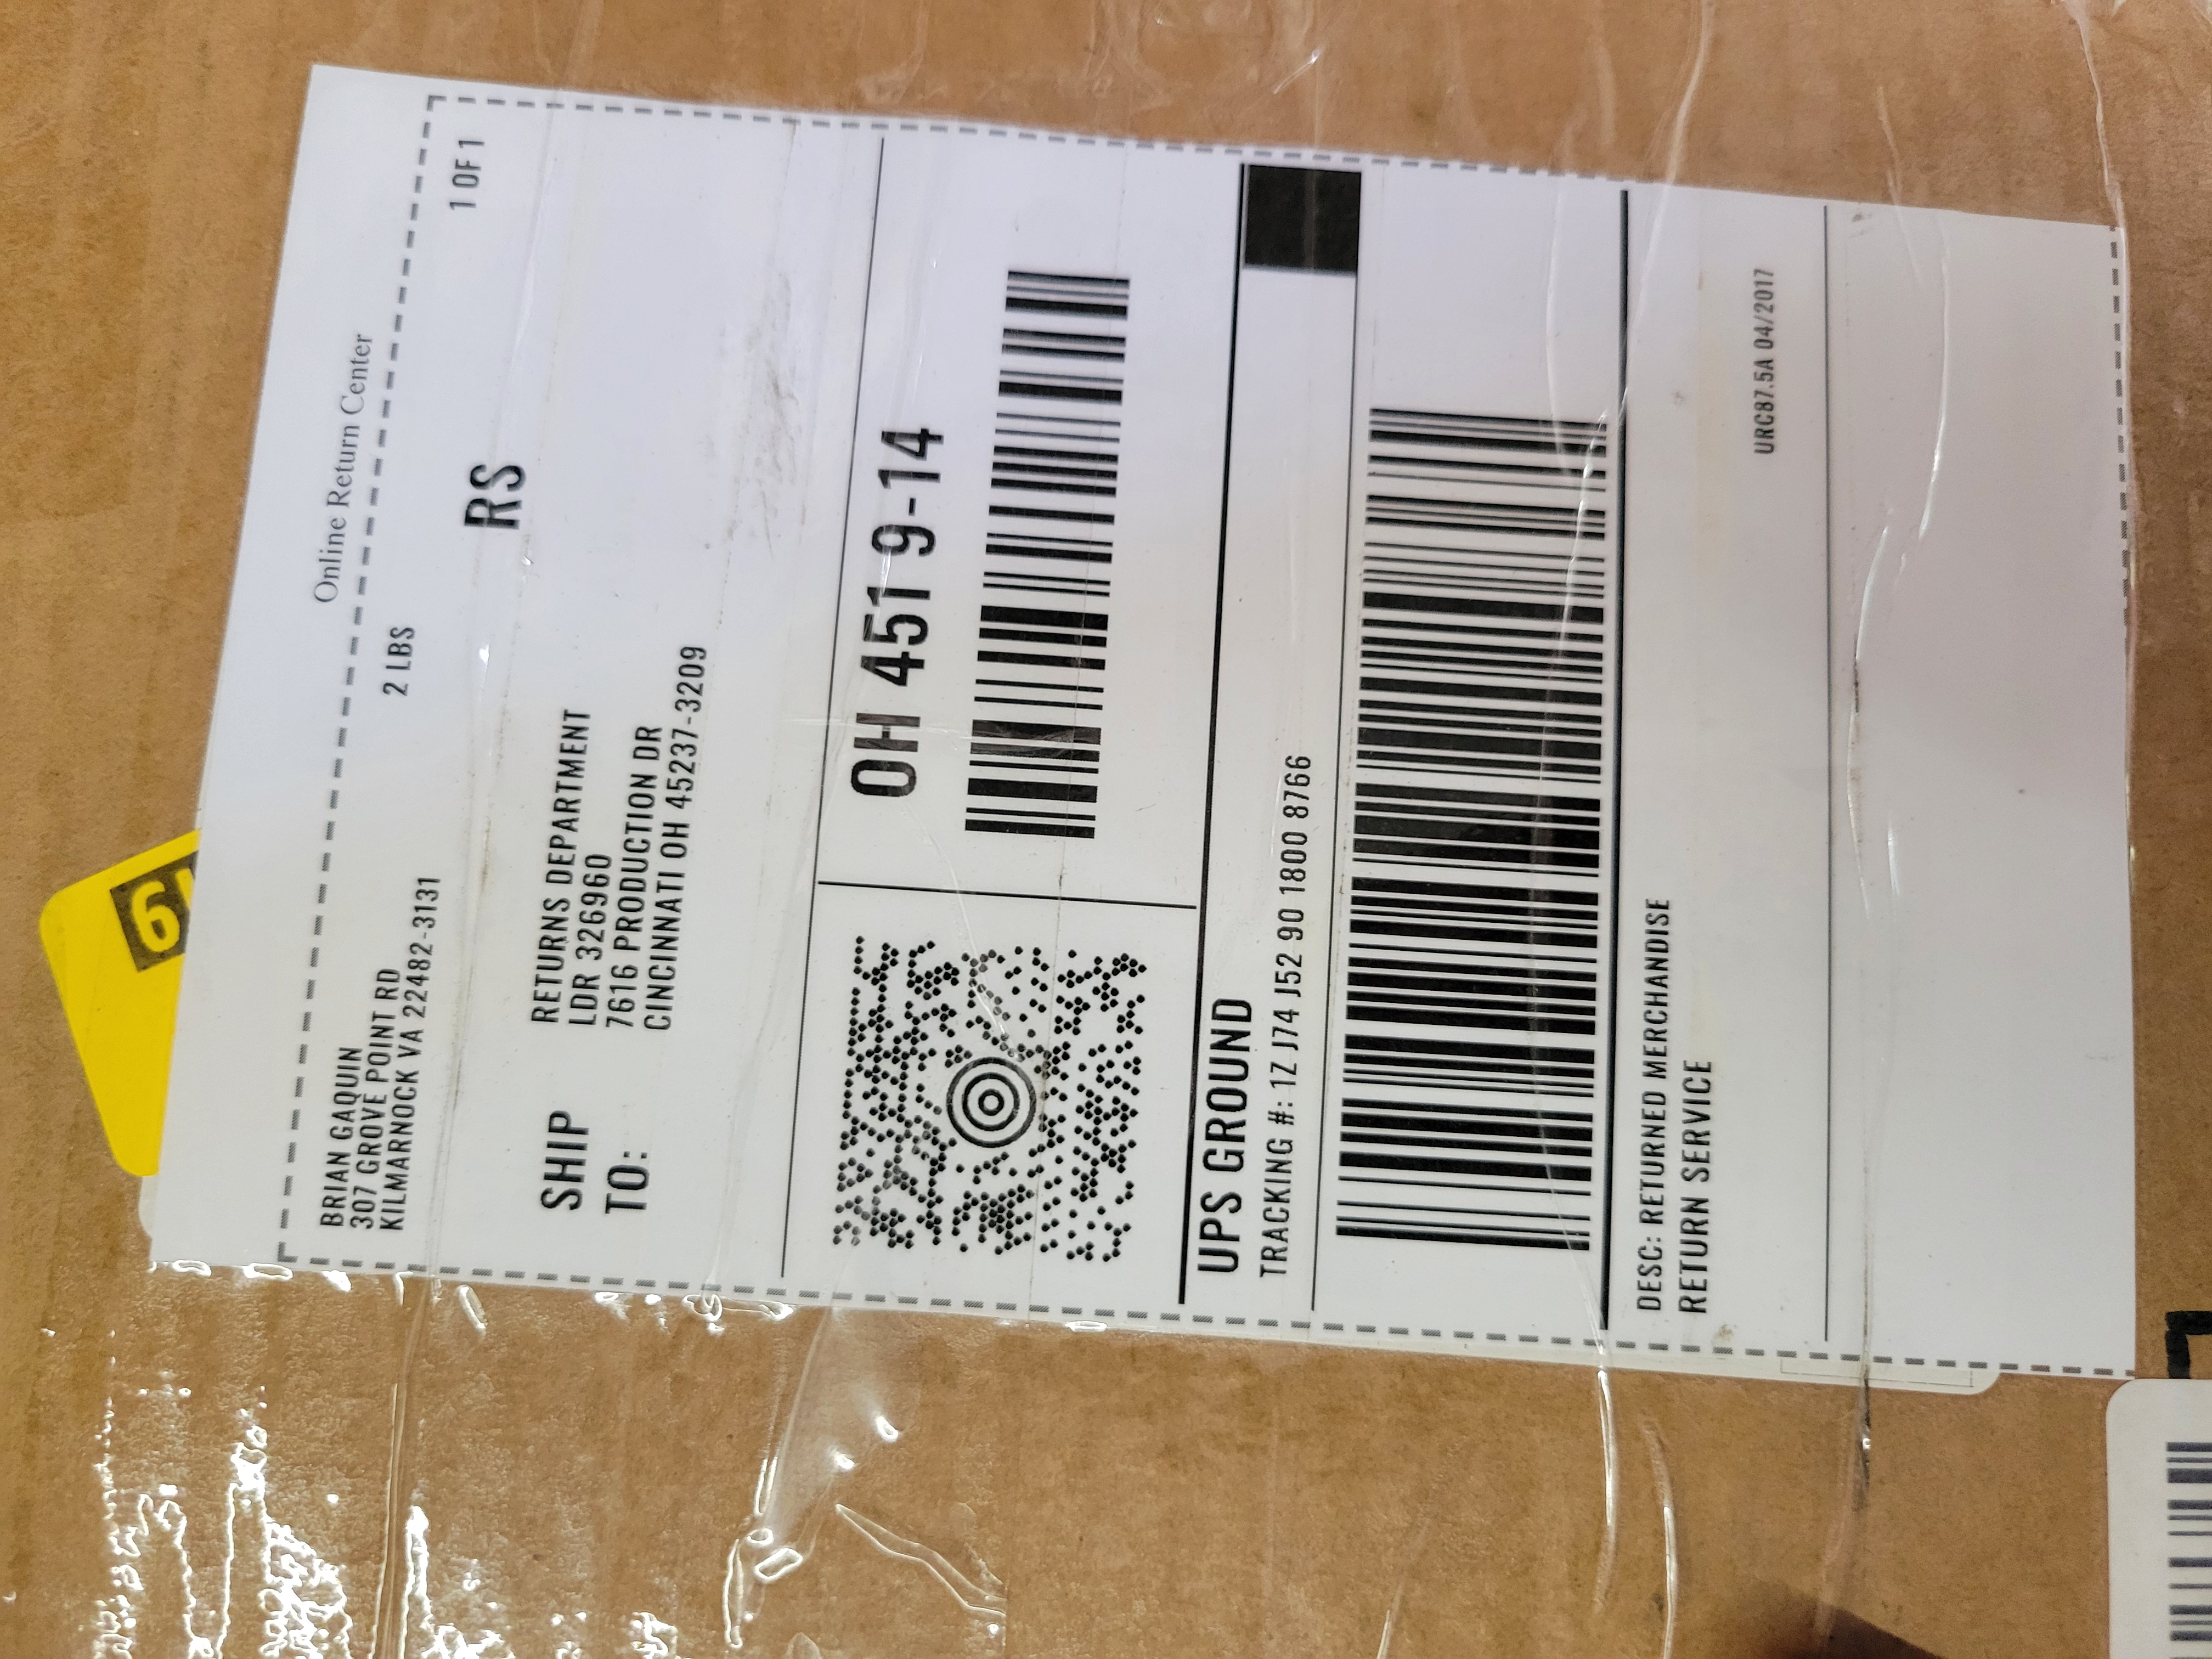 Online Return Center
BRIAN GAQUIN
307 GROVE POINT RD
KILMARNOCK VA 22482-3131
2 LBS
1 OF 1
RS
SHIP
TO:
RETURNS DEPARTMENT
LDR 326960
7616 PRODUCTION DR
CINCINNATI OH 45237-3209
OH 451 9-14
UPS GROUND
TRACKING #: 1Z J74 J52 90 1800 8766
DESC: RETURNED MERCHANDISE
RETURN SERVICE
URC87.5A 04/2017